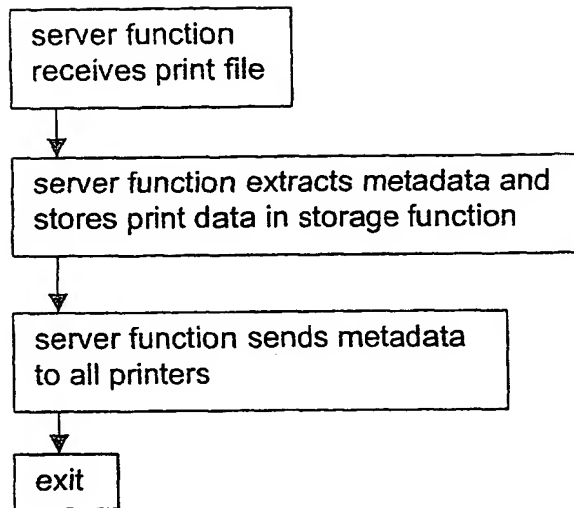 server function
receives print file
server function extracts metadata and
stores print data in storage function
server function sends metadata
to all printers
exit